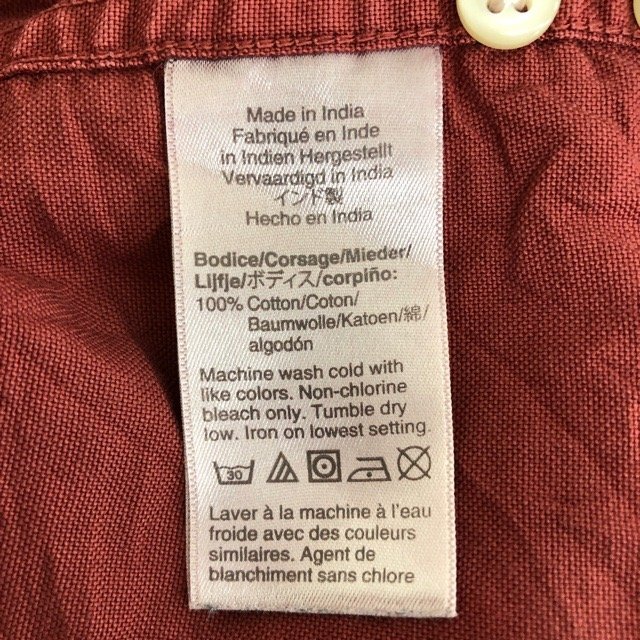 Made in India
Fabriqué en Inde
in Indien Hergestellt
Vervaardigd in India
インド製
Hecho en India
Bodice/Corsage/Mieder/
Lijfje/ボディス/corpiño:
100% Cotton/Coton/
Baumwolle/Katoen/綿/
algodón
Machine wash cold with
like colors. Non-chlorine
bleach only. Tumble dry
low. Iron on lowest setting.
30
Laver à la machine à l'eau
froide avec des couleurs
similaires. Agent de
blanchiment sans chlore